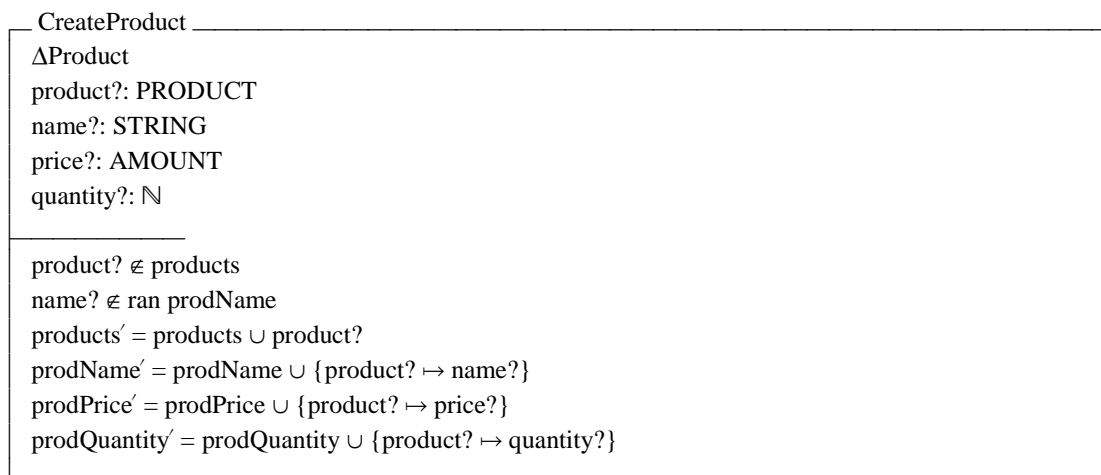 CreateProduct
ΔProduct
product?: PRODUCT
name?: STRING
price?: AMOUNT
quantity?: ℕ
product? ∉ products
name? ∉ ran prodName
products′ = products ∪ product?
prodName′ = prodName ∪ {product? ↦ name?}
prodPrice′ = prodPrice ∪ {product? ↦ price?}
prodQuantity′ = prodQuantity ∪ {product? ↦ quantity?}